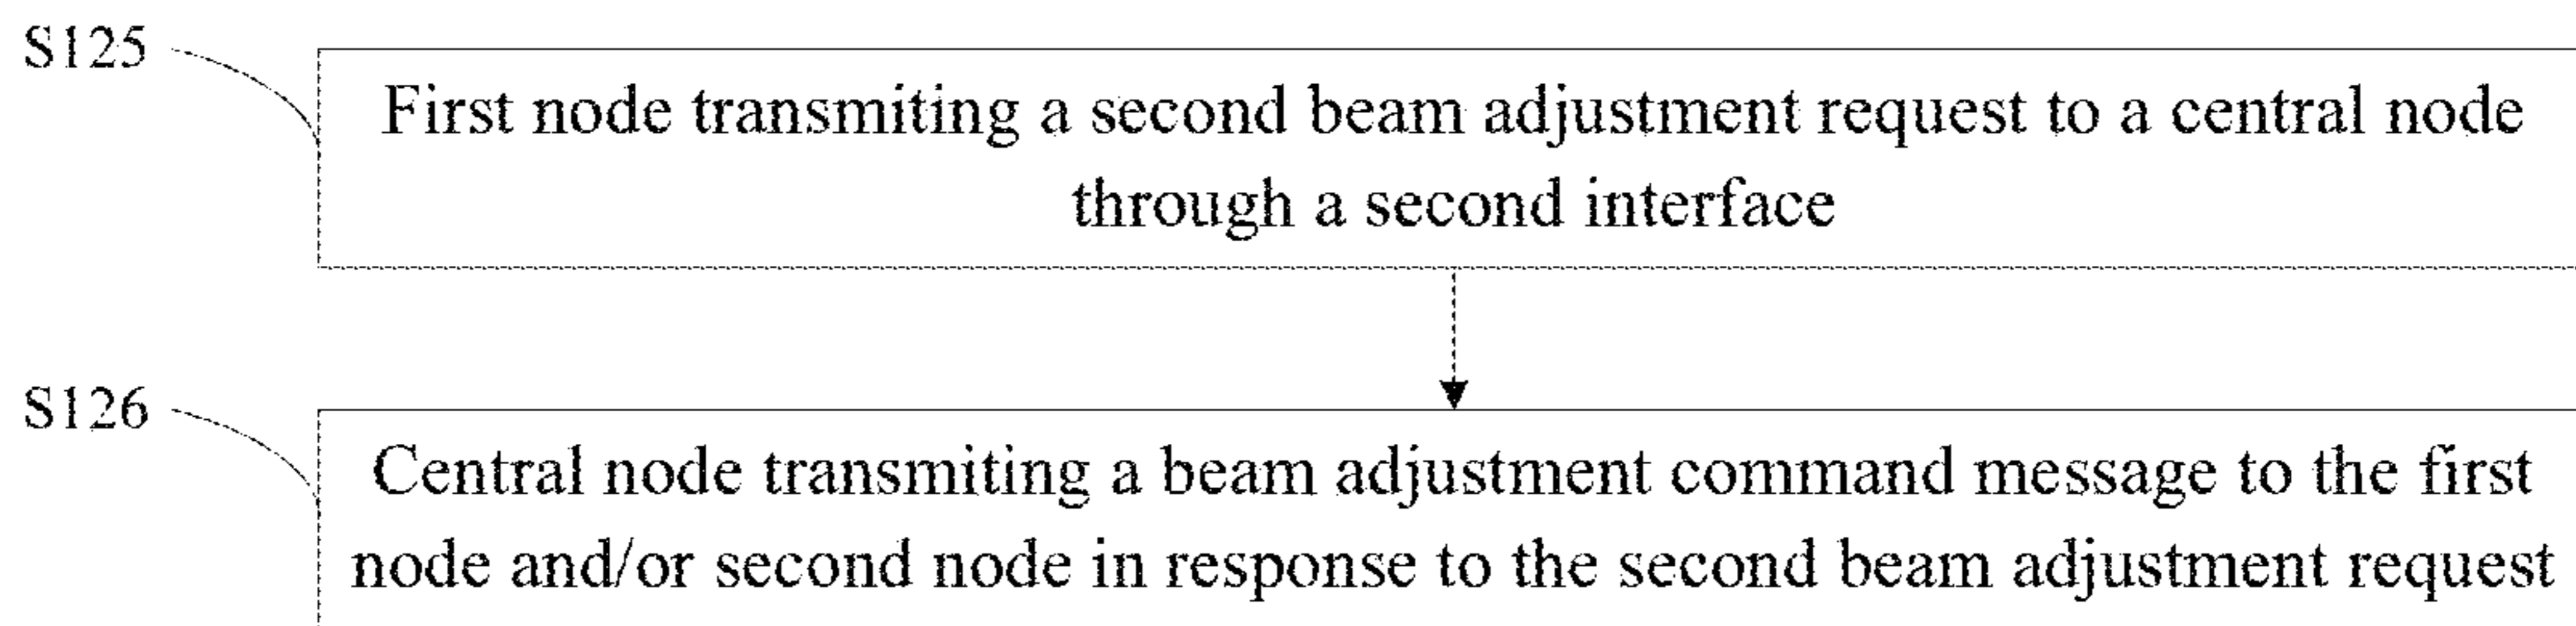 S125
First node transmiting a second beam adjustment request to a central node
through a second interface
S126
Central node transmiting a beam adjustment command message to the first
node and/or second node in response to the second beam adjustment request